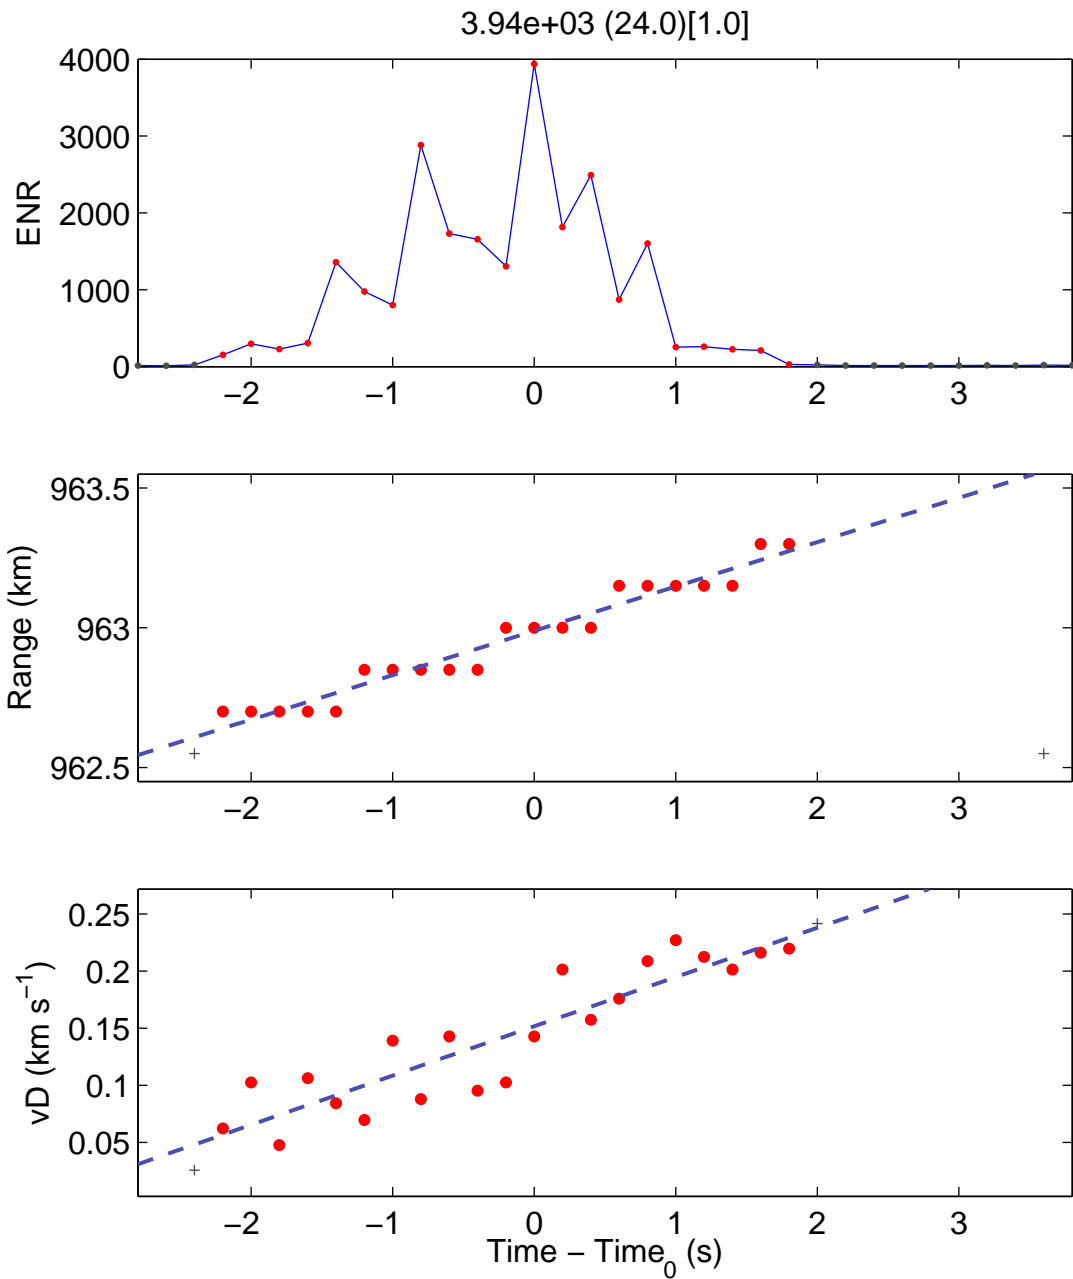 3.94e+03 (24.0)[1.0]
4000
3000
2000
1000
0
ENR
−2 −1 0 1 2 3
963.5
963
962.5
Range (km)
−2 −1 0 1 2 3
0.25
0.2
0.15
0.1
0.05
vD (km s−1)
−2 −1 0 1 2 3
Time − Time0 (s)